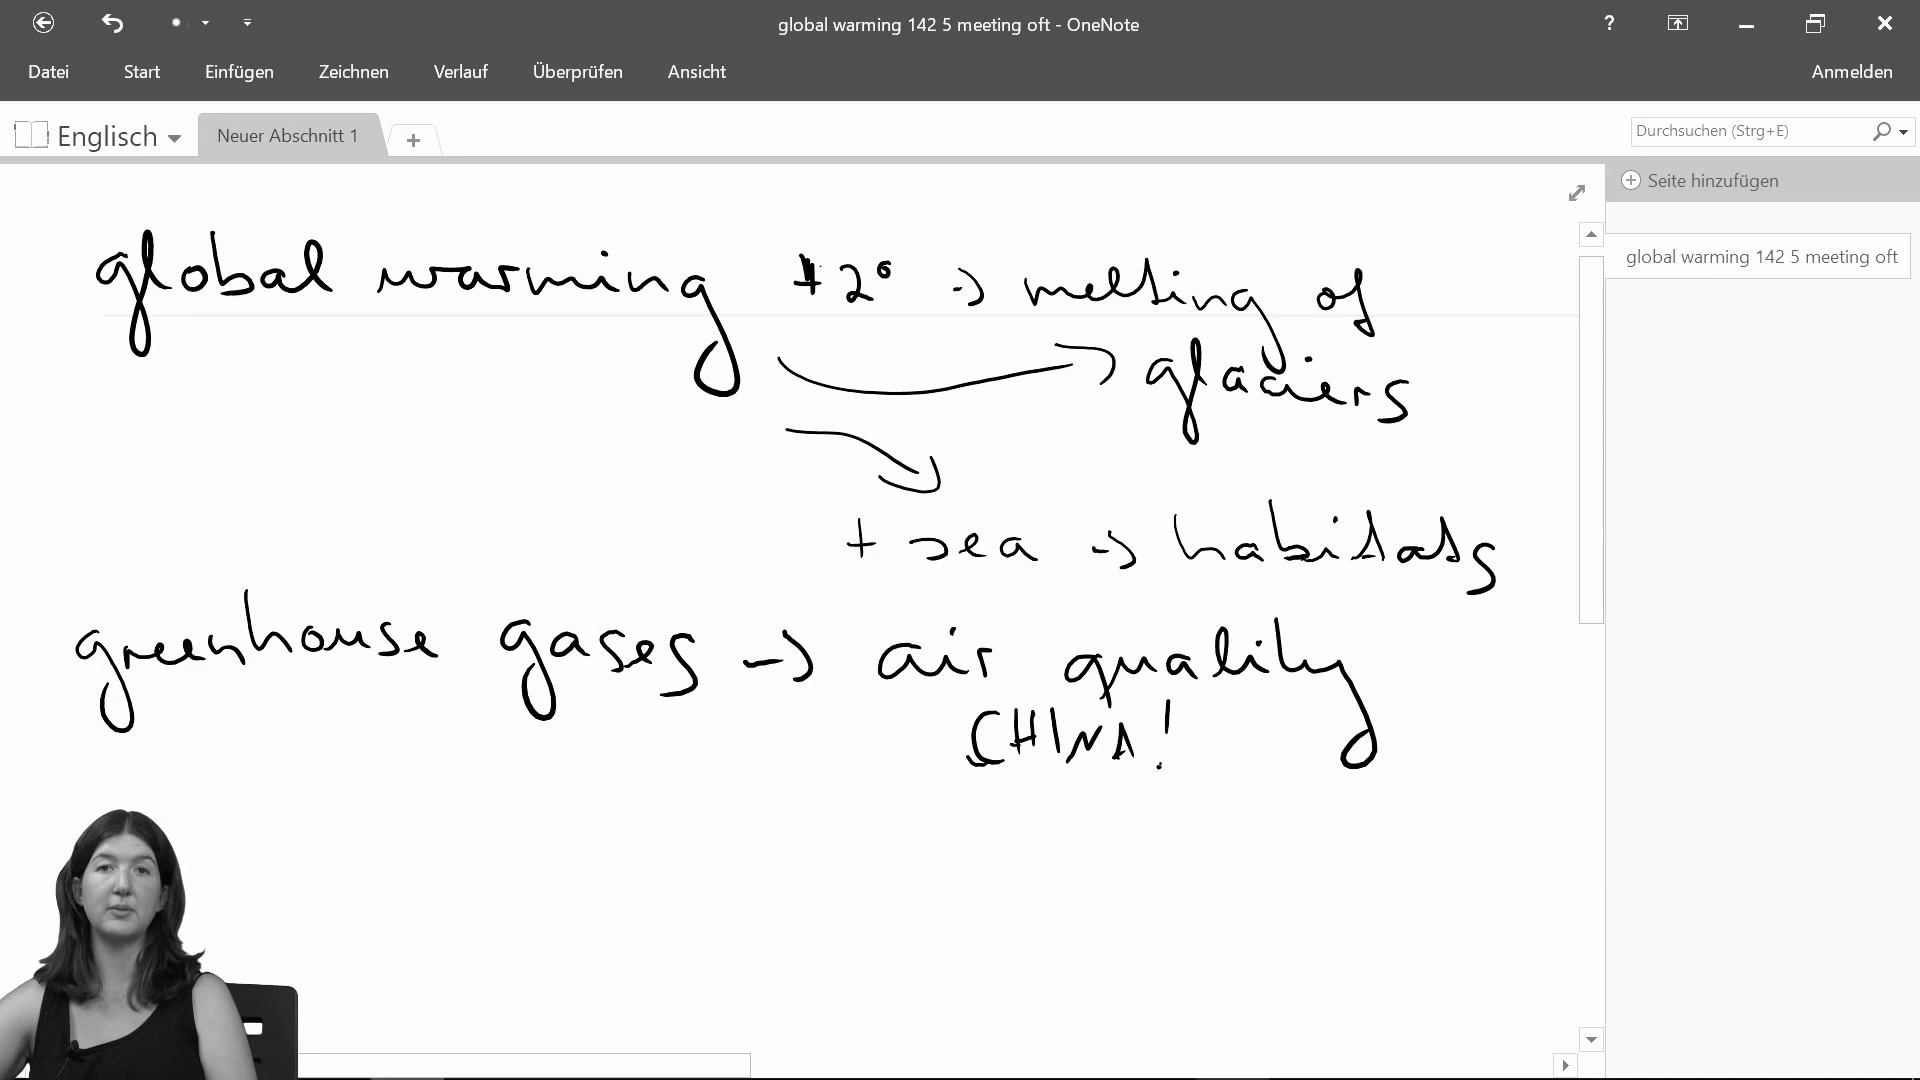 global warming 142 5 meeting oft - OneNote
?
Datei Start Einfügen Zeichnen Verlauf Überprüfen Ansicht Anmelden
Englisch Neuer Abschnitt 1 + Durchsuchen (Strg+E)
Seite hinzufügen
global warming 142 5 meeting oft
global warming +2° -> melting of
glaciers
+ sea -> habitats
greenhouse gases -> air quality
CHINA!